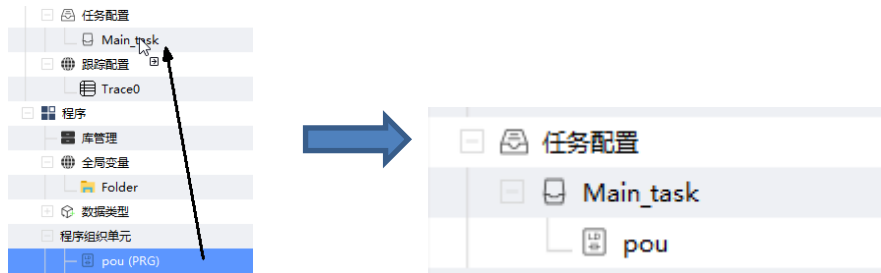 任务配置
Main_task
跟踪配置
Trace0
程序
库管理
全局变量
Folder
数据类型
程序组织单元
pou (PRG)
任务配置
Main_task
LD
pou